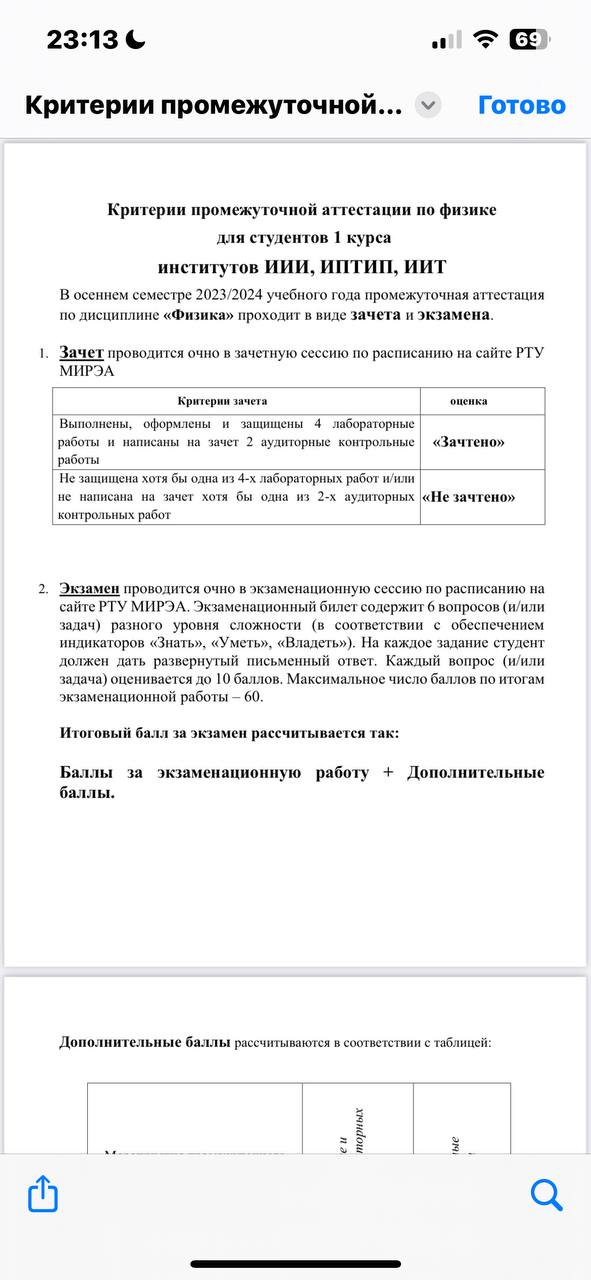 23:13
69
Критерии промежуточной...
Готово
Критерии промежуточной аттестации по физике
для студентов 1 курса
институтов ИИИ, ИПТИП, ИИТ
В осеннем семестре 2023/2024 учебного года промежуточная аттестация
по дисциплине «Физика» проходит в виде зачета и экзамена.
1. Зачет проводится очно в зачетную сессию по расписанию на сайте РТУ
МИРЭА
Критерии зачета
оценка
Выполнены, оформлены и защищены 4 лабораторные
работы и написаны на зачет 2 аудиторные контрольные
работы
«Зачтено»
Не защищена хотя бы одна из 4-х лабораторных работ и/или
не написана на зачет хотя бы одна из 2-х аудиторных
контрольных работ
«Не зачтено»
2. Экзамен проводится очно в экзаменационную сессию по расписанию на
сайте РТУ МИРЭА. Экзаменационный билет содержит 6 вопросов (и/или
задач) разного уровня сложности (в соответствии с обеспечением
индикаторов «Знать», «Уметь», «Владеть»). На каждое задание студент
должен дать развернутый письменный ответ. Каждый вопрос (и/или
задача) оценивается до 10 баллов. Максимальное число баллов по итогам
экзаменационной работы – 60.
Итоговый балл за экзамен рассчитывается так:
Баллы за экзаменационную работу + Дополнительные
баллы.
Дополнительные баллы рассчитываются в соответствии с таблицей: